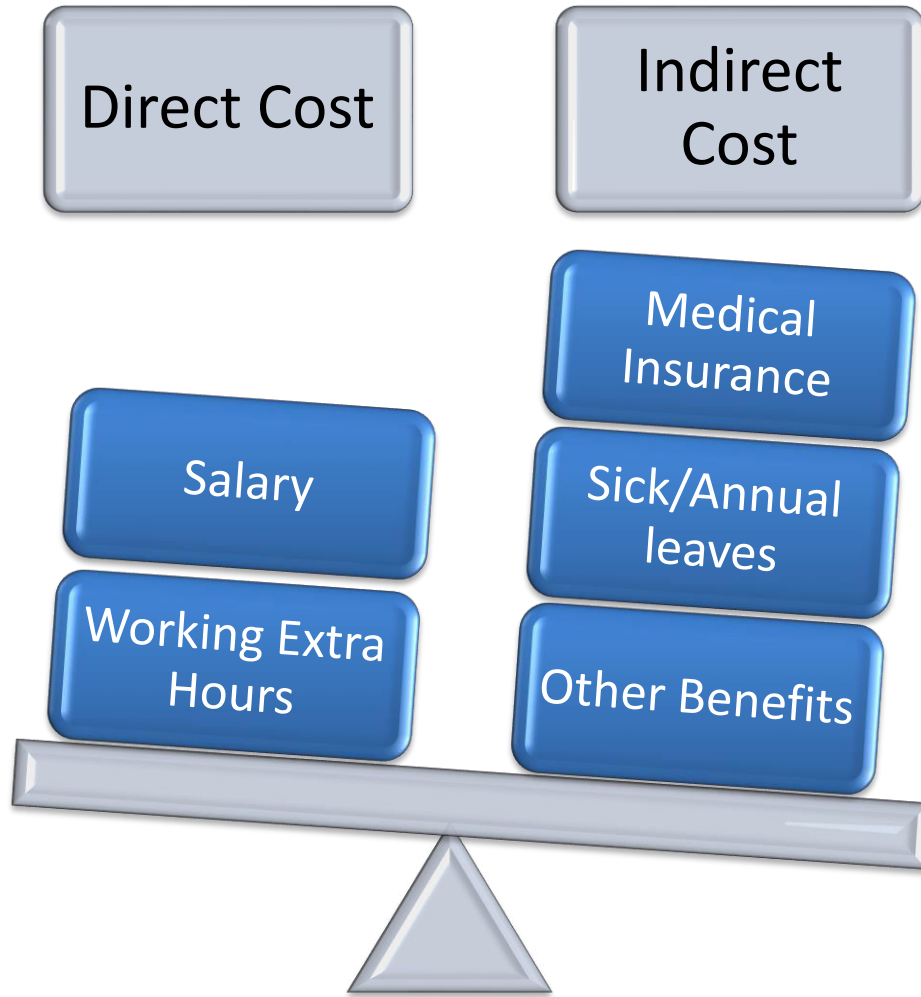 Direct Cost
Indirect
Cost
Medical
Insurance
Salary
Sick/Annual
leaves
Working Extra
Hours
Other Benefits